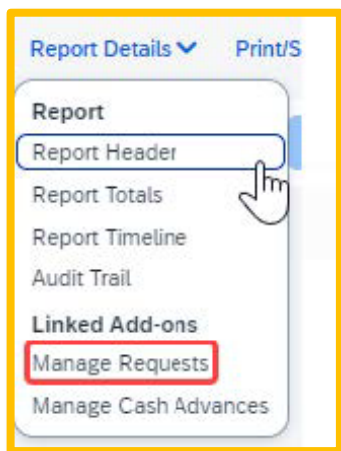 Report Details Print/S
Report
Report Header
Report Totals
Report Timeline
Audit Trail
Linked Add-ons
Manage Requests
Manage Cash Advances